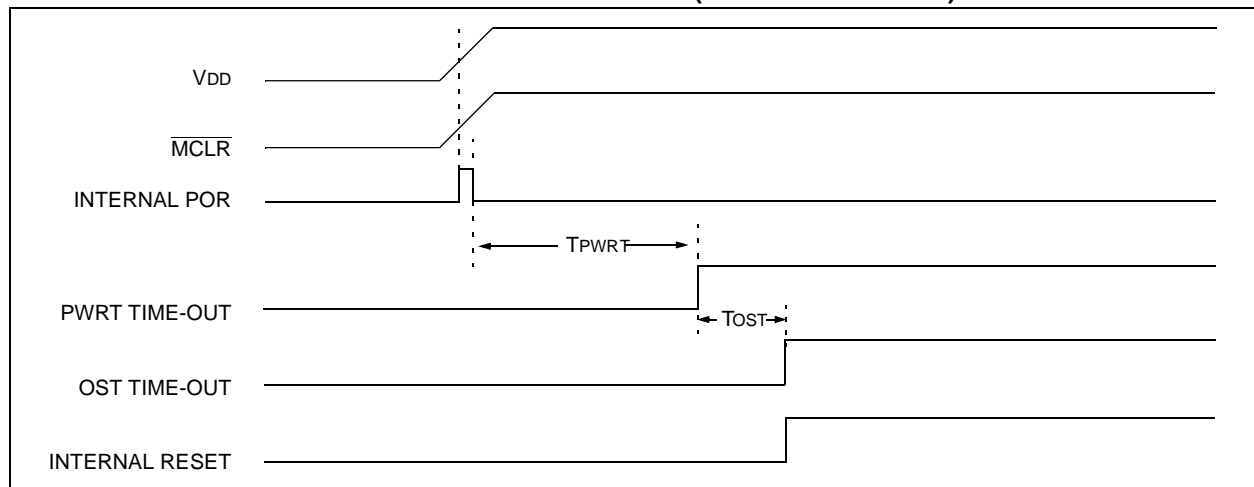 VDD
MCLR
INTERNAL POR
TPWRT
PWRT TIME-OUT
TOST
OST TIME-OUT
INTERNAL RESET